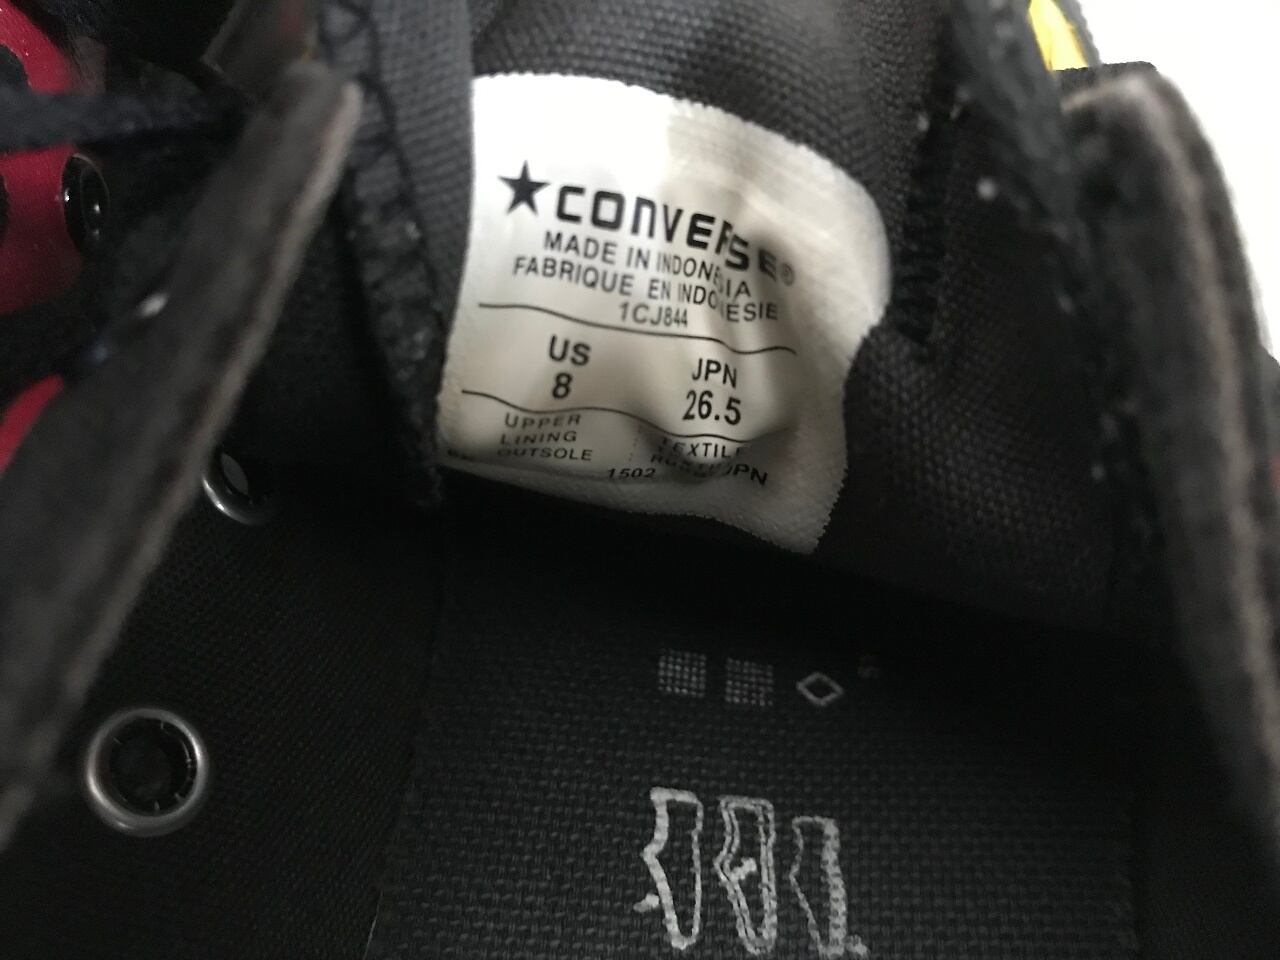 ★CONVERSE®
MADE IN INDONESIA
FABRIQUE EN INDONESIE
1CJ844
US JPN
8 26.5
UPPER TEXTILE
LINING
OUTSOLE
1502 JPN